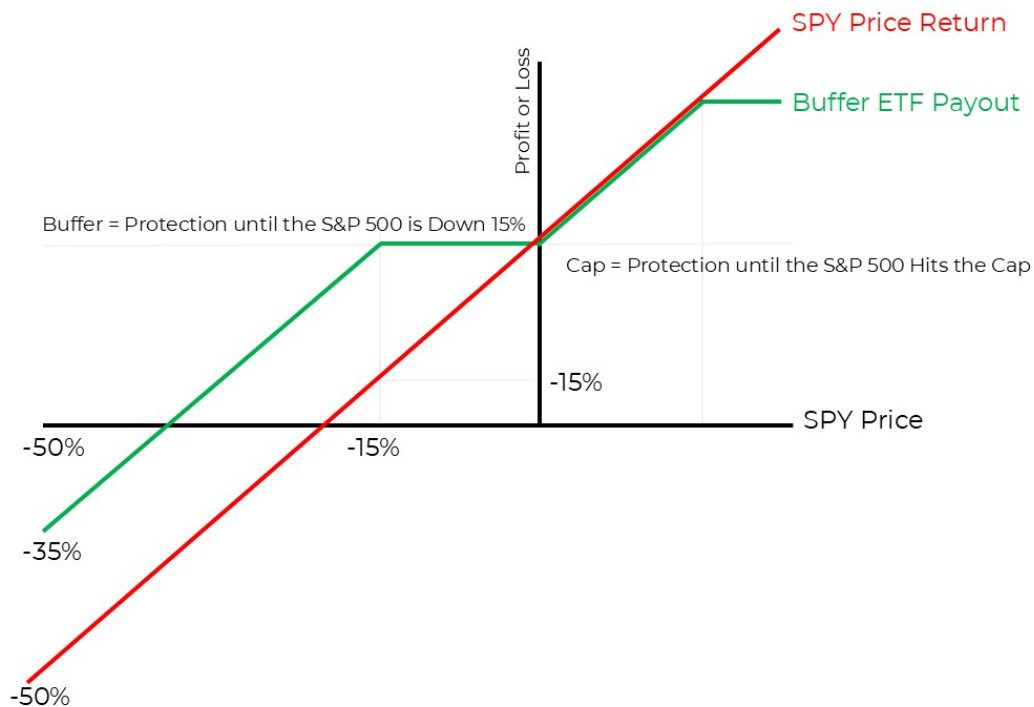 SPY Price Return
Profit or Loss
Buffer ETF Payout
Buffer = Protection until the S&P 500 is Down 15%
Cap = Protection until the S&P 500 Hits the Cap
-15%
SPY Price
-50%
-15%
-35%
-50%